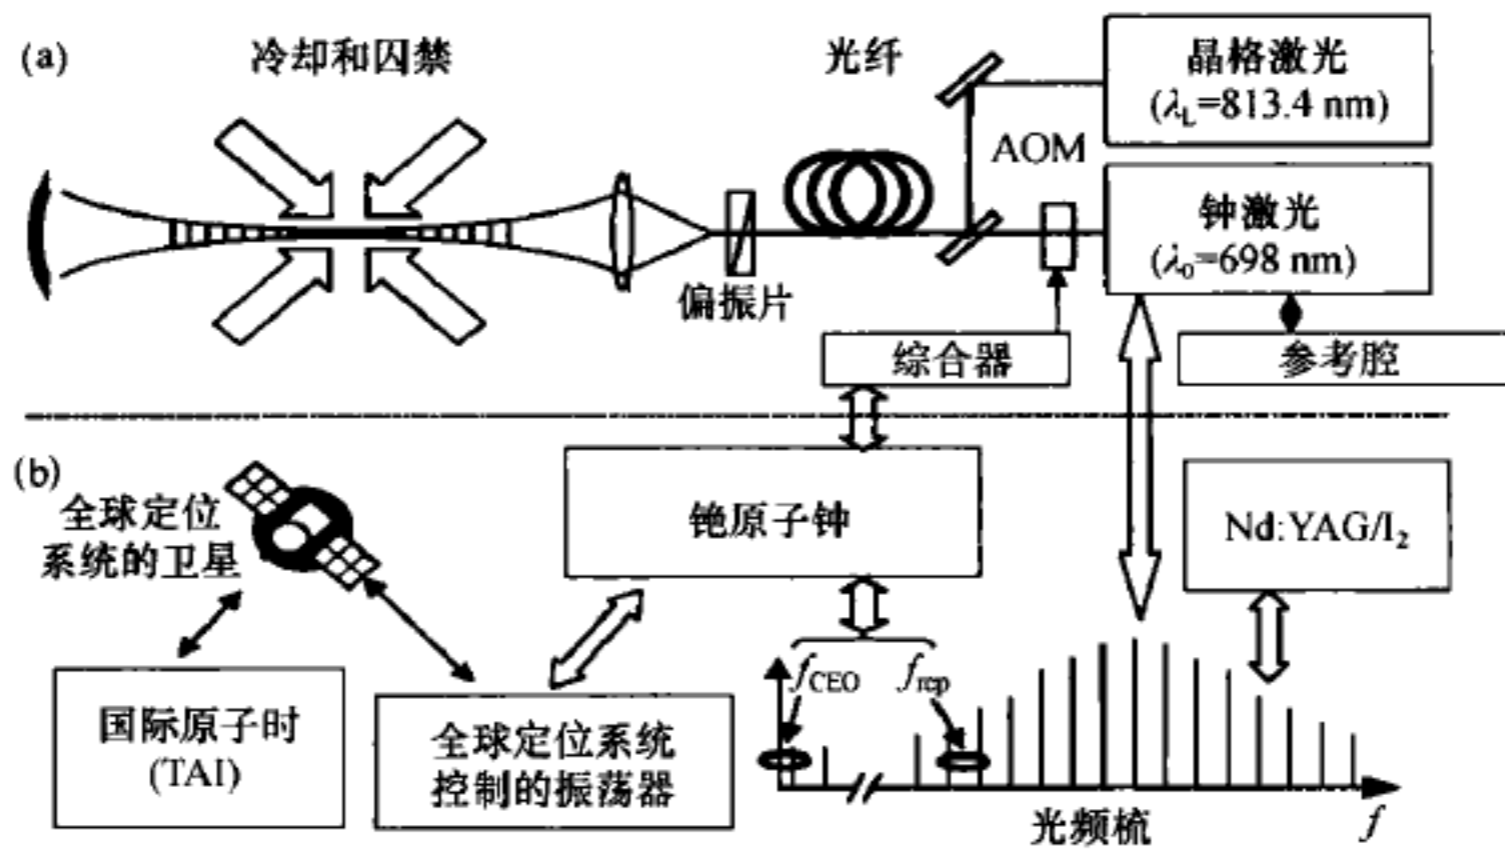 (a)
冷却和囚禁
光纤
晶格激光
(λL=813.4 nm)
AOM
钟激光
(λ0=698 nm)
偏振片
综合器
参考腔
(b)
全球定位
系统的卫星
铯原子钟
Nd:YAG/I2
fCEO
frep
国际原子时
(TAI)
全球定位系统
控制的振荡器
光频梳
f